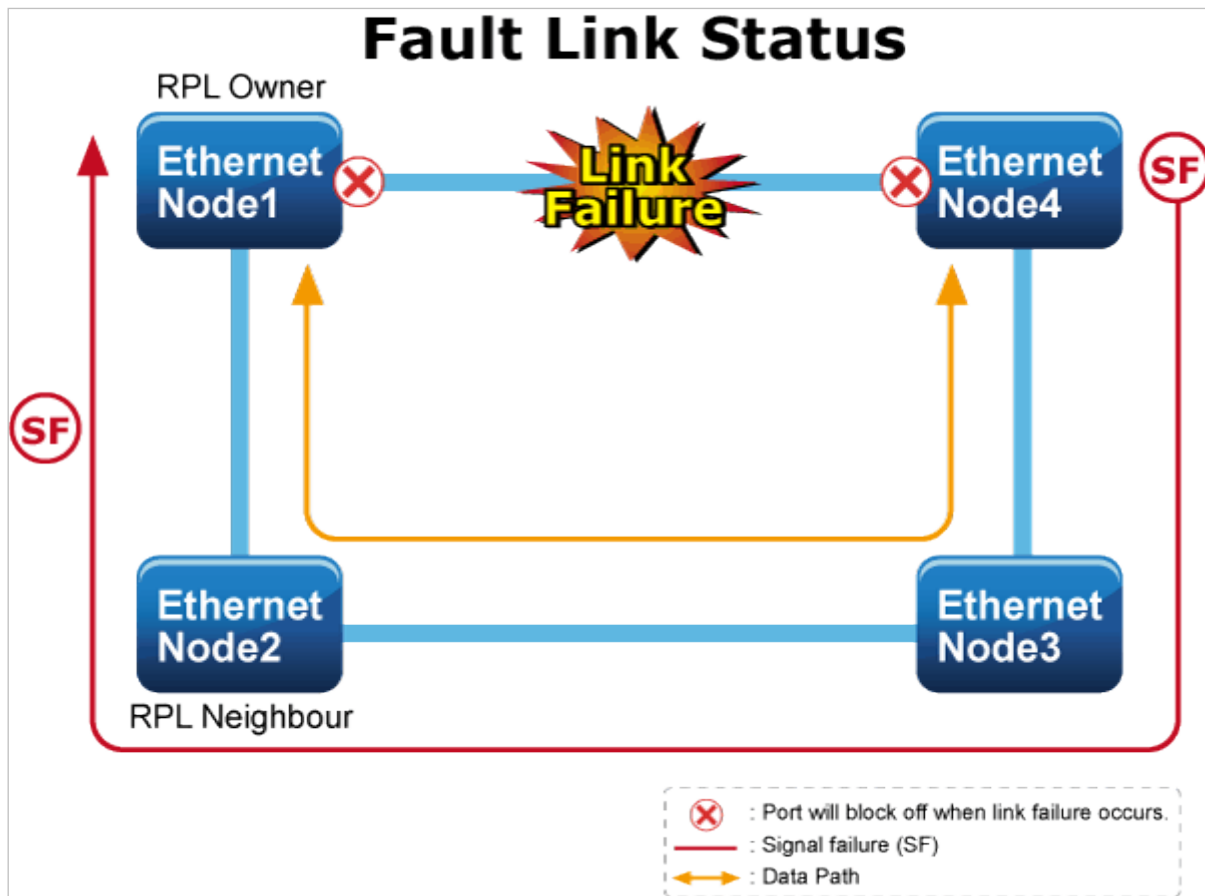 Fault Link Status
RPL Owner
Ethernet
Node1
Link
Failure
Ethernet
Node4
SF
SF
Ethernet
Node2
Ethernet
Node3
RPL Neighbour
: Port will block off when link failure occurs.
: Signal failure (SF)
: Data Path